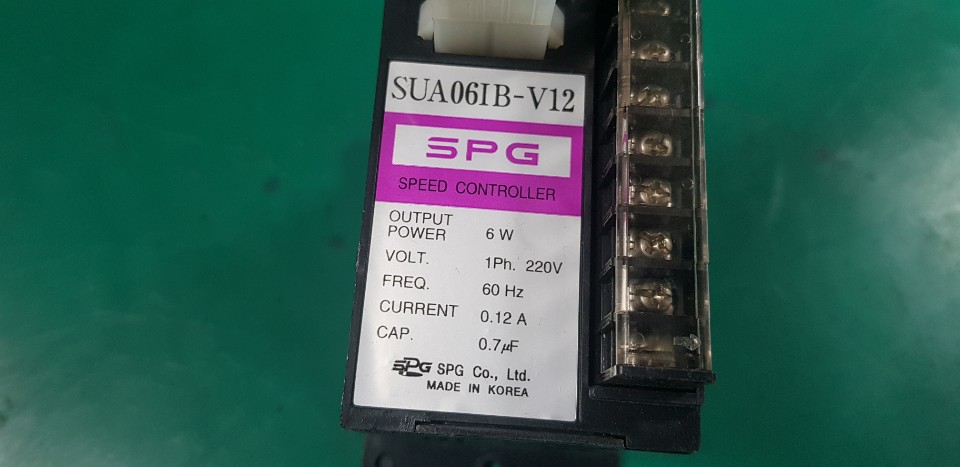 SUA06IB-V12
SPG
SPEED CONTROLLER
OUTPUT
POWER 6 W
VOLT. 1Ph. 220V
FREQ. 60 Hz
CURRENT 0.12 A
CAP. 0.7μF
SPG SPG Co., Ltd.
MADE IN KOREA